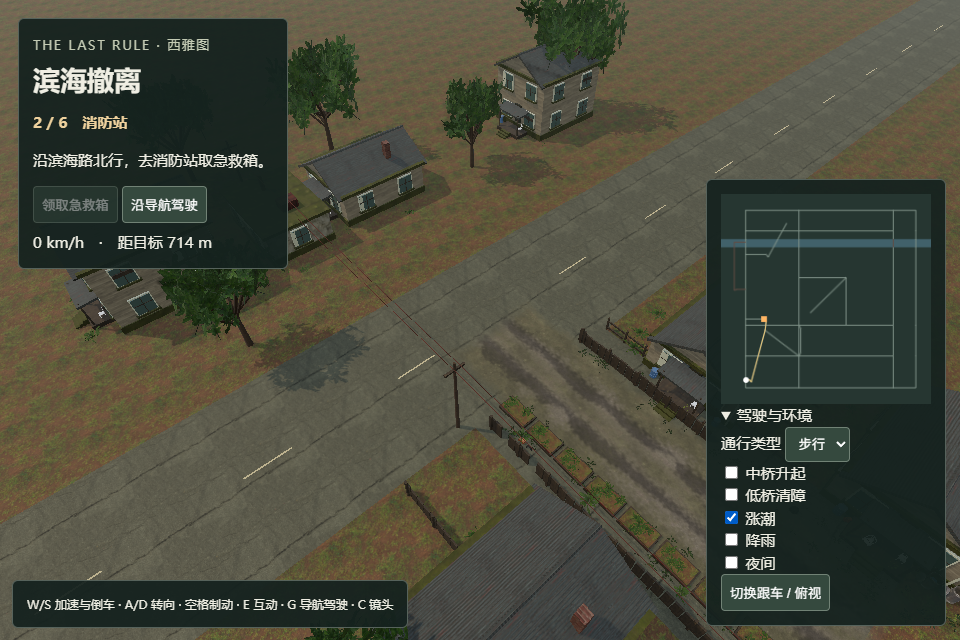 THE LAST RULE · 西雅图
滨海撤离
2 / 6 消防站
沿滨海路北行，去消防站取急救箱。
领取急救箱 沿导航驾驶
0 km/h · 距目标 714 m
▼ 驾驶与环境
通行类型 步行
中桥升起
低桥清障
涨潮
降雨
夜间
切换跟车 / 俯视
W/S 加速与倒车 · A/D 转向 · 空格制动 · E 互动 · G 导航驾驶 · C 镜头